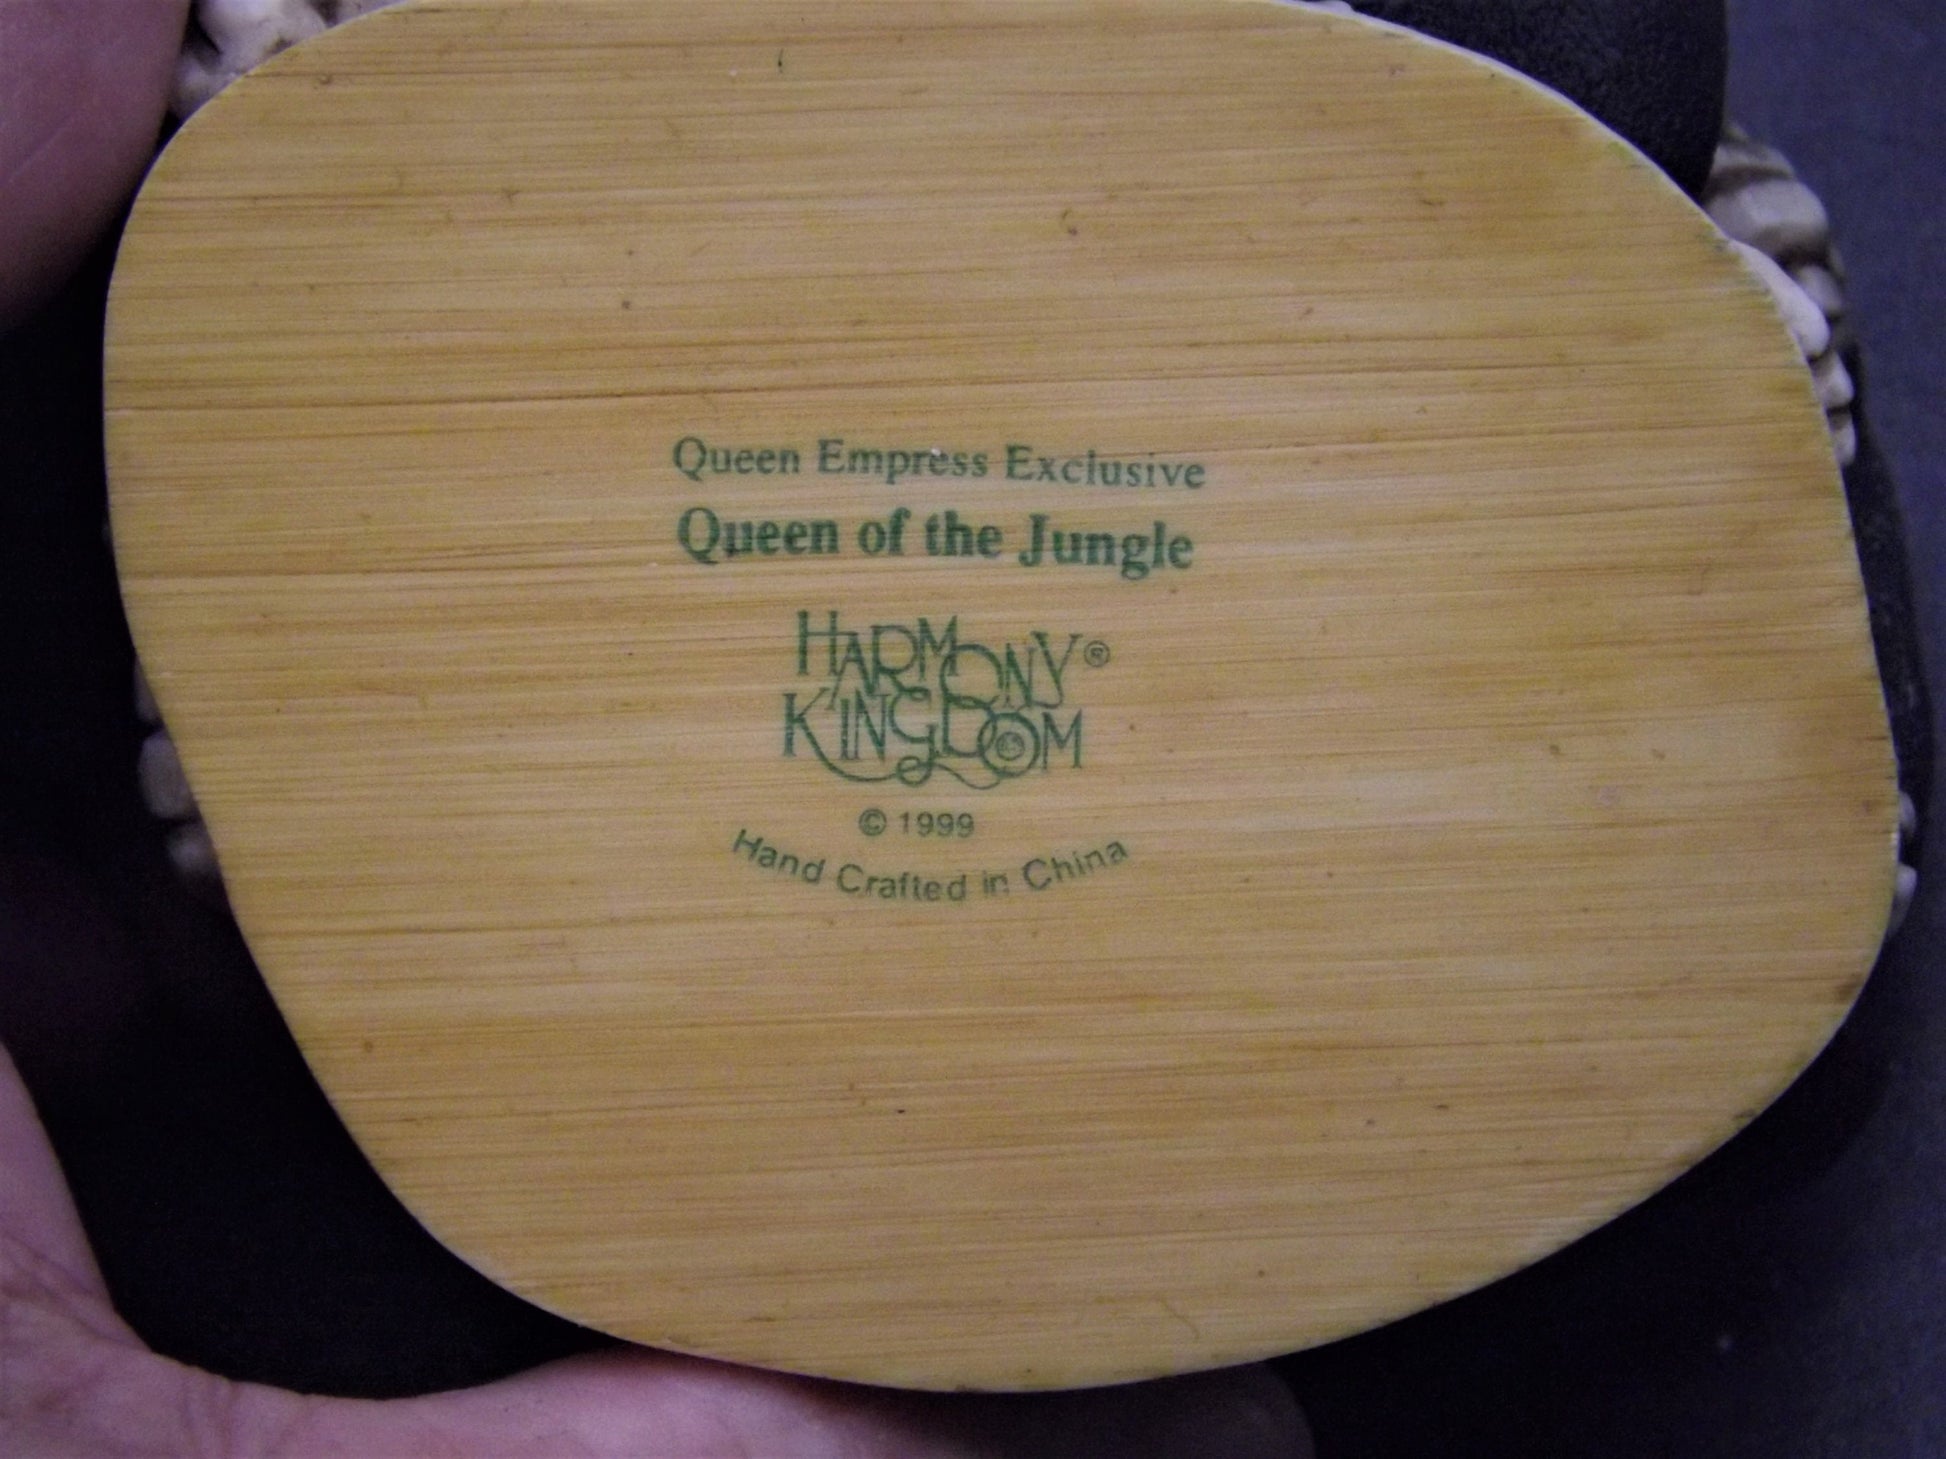 Queen Empress Exclusive
Queen of the Jungle
HARMONY®
KINGDOM
© 1999
Hand Crafted in China